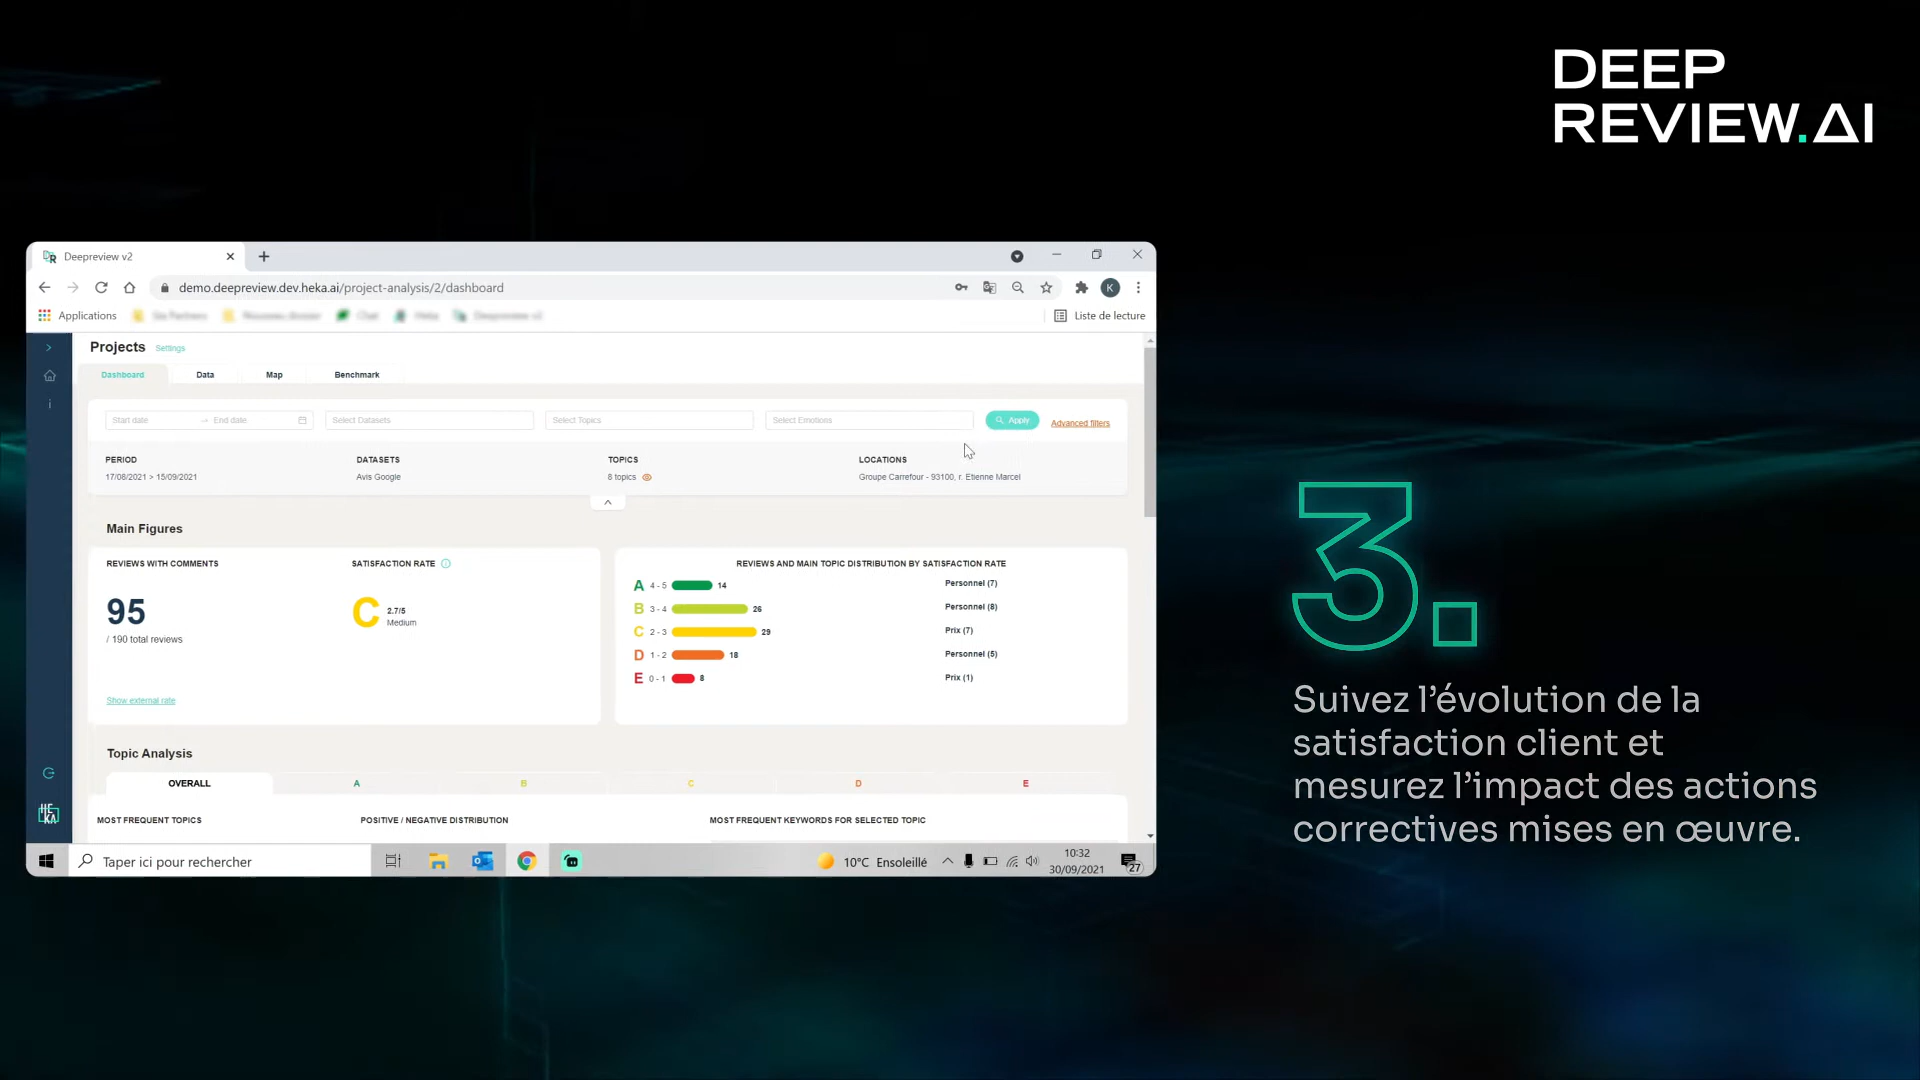 DEEP
REVIEW.AI
Deepreview v2
demo.deepreview.dev.heka.ai/project-analysis/2/dashboard
K
Applications
Liste de lecture
Projects Settings
Dashboard Data Map Benchmark
Start date → End date Select Datasets Select Topics Select Emotions Apply Advanced filters
PERIOD DATASETS TOPICS LOCATIONS
17/08/2021 > 15/09/2021 Avis Google 8 topics Groupe Carrefour - 93100, r. Etienne Marcel
Main Figures
REVIEWS WITH COMMENTS SATISFACTION RATE
95
/ 190 total reviews
C 2.7/5
Medium
Show external rate
REVIEWS AND MAIN TOPIC DISTRIBUTION BY SATISFACTION RATE
A 4 - 5 14 Personnel (7)
B 3 - 4 26 Personnel (8)
C 2 - 3 29 Prix (7)
D 1 - 2 18 Personnel (5)
E 0 - 1 8 Prix (1)
Topic Analysis
OVERALL A B C D E
MOST FREQUENT TOPICS POSITIVE / NEGATIVE DISTRIBUTION MOST FREQUENT KEYWORDS FOR SELECTED TOPIC
HEKA
Taper ici pour rechercher
10°C Ensoleillé
10:32
30/09/2021
27
3.
Suivez l'évolution de la
satisfaction client et
mesurez l'impact des actions
correctives mises en œuvre.